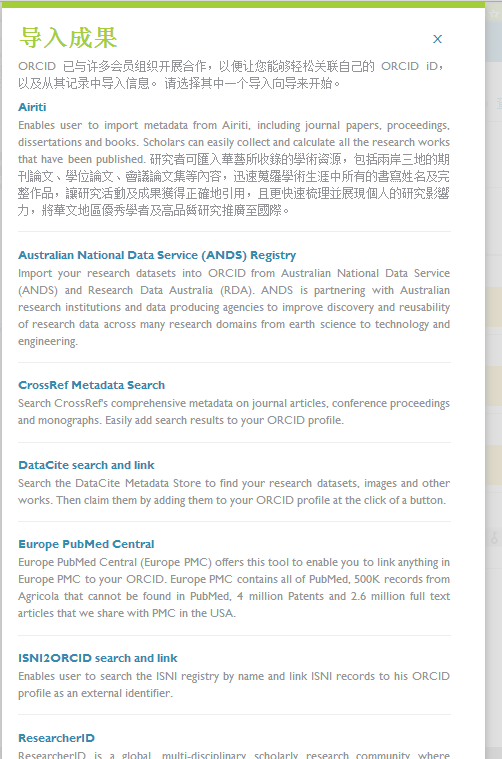 导入成果
X
ORCID 已与许多会员组织开展合作，以便让您能够轻松关联自己的 ORCID iD，
以及从其记录中导入信息。 请选择其中一个导入向导来开始。
Airiti
Enables user to import metadata from Airiti, including journal papers, proceedings,
dissertations and books. Scholars can easily collect and calculate all the research works
that have been published. 研究者可匯入華藝所收錄的學術資源，包括兩岸三地的期
刊論文、學位論文、會議論文集等內容，迅速蒐羅學術生涯中所有的書寫姓名及完
整作品，讓研究活動及成果獲得正確地引用，且更快速梳理並展現個人的研究影響
力，將華文地區優秀學者及高品質研究推廣至國際。
Australian National Data Service (ANDS) Registry
Import your research datasets into ORCID from Australian National Data Service
(ANDS) and Research Data Australia (RDA). ANDS is partnering with Australian
research institutions and data producing agencies to improve discovery and reusability
of research data across many research domains from earth science to technology and
engineering.
CrossRef Metadata Search
Search CrossRef's comprehensive metadata on journal articles, conference proceedings
and monographs. Easily add search results to your ORCID profile.
DataCite search and link
Search the DataCite Metadata Store to find your research datasets, images and other
works. Then claim them by adding them to your ORCID profile at the click of a button.
Europe PubMed Central
Europe PubMed Central (Europe PMC) offers this tool to enable you to link anything in
Europe PMC to your ORCID. Europe PMC contains all of PubMed, 500K records from
Agricola that cannot be found in PubMed, 4 million Patents and 2.6 million full text
articles that we share with PMC in the USA.
ISNI2ORCID search and link
Enables user to search the ISNI registry by name and link ISNI records to his ORCID
profile as an external identifier.
ResearcherID
ResearcherID is a global, multi-disciplinary scholarly research community where